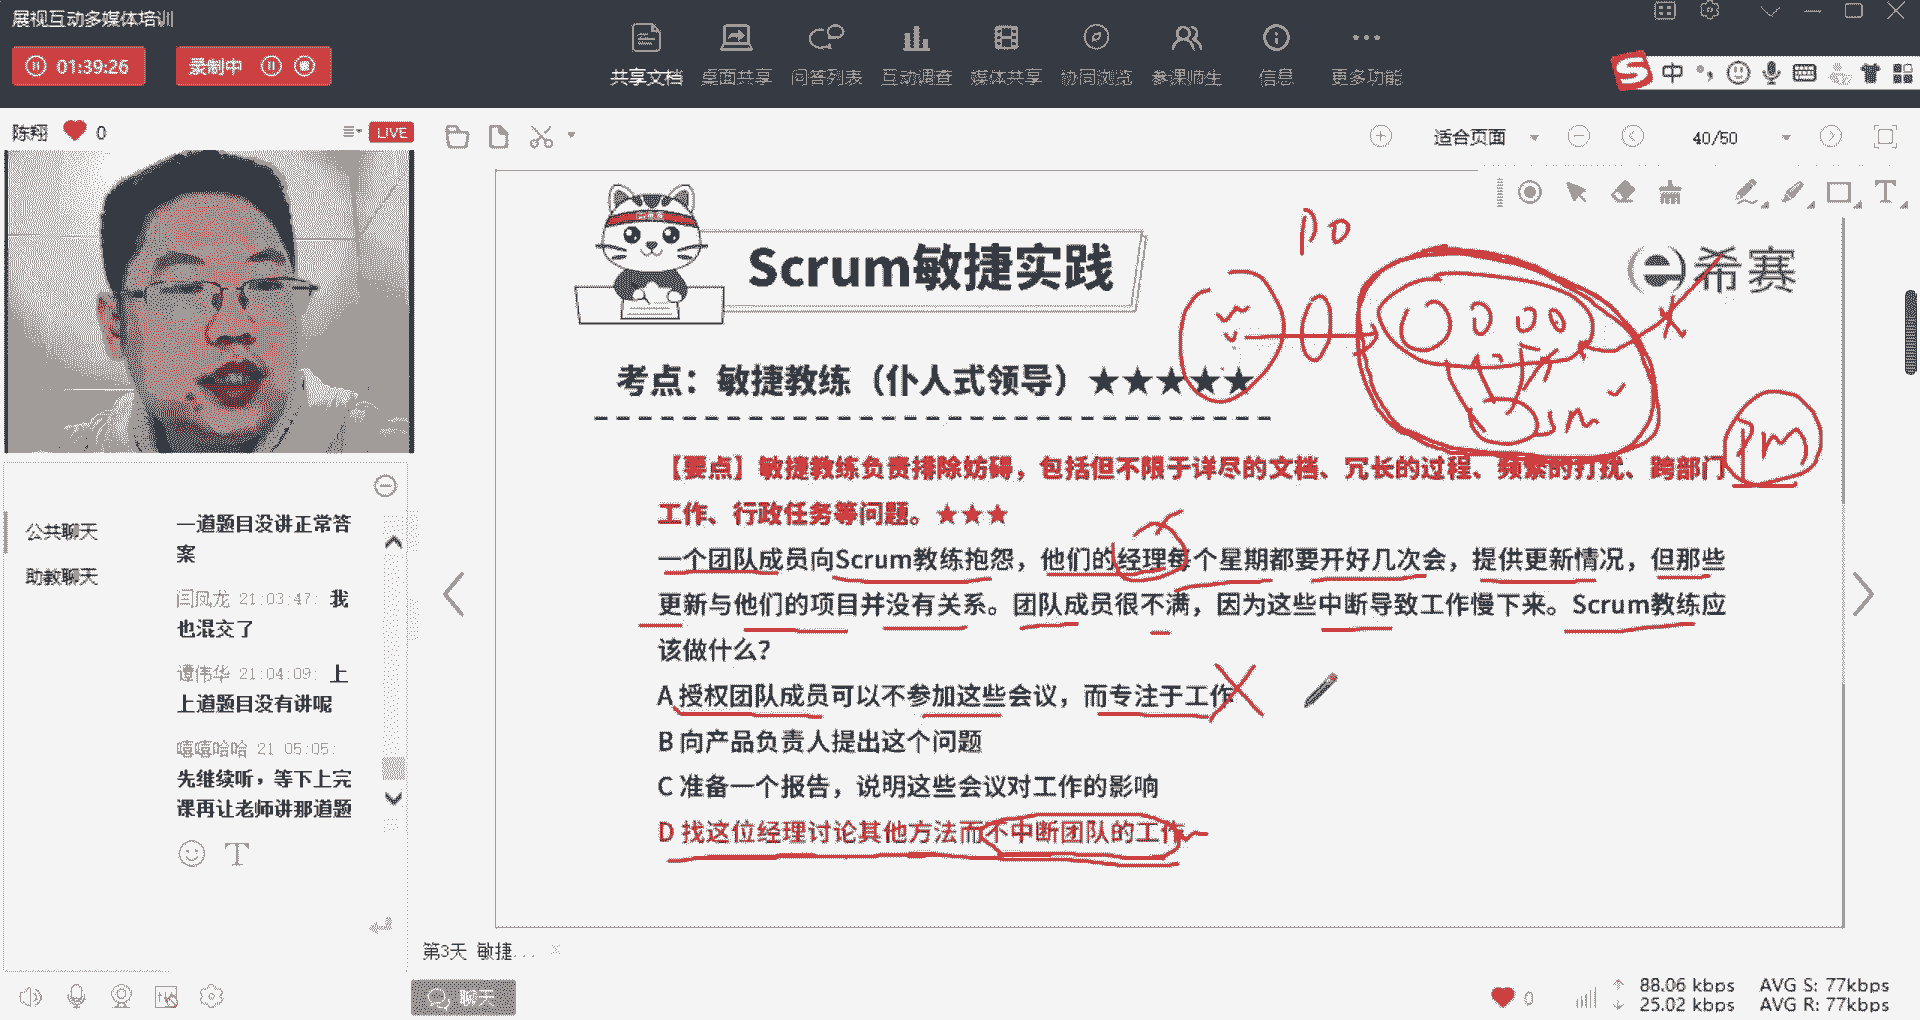 展视互动多媒体培训
01:39:26
录制中
共享文档 桌面共享 问答列表 互动调查 媒体共享 协同浏览 参课师生 信息 更多功能
中
陈翔 0
LIVE
适合页面
40/50
公共聊天
助教聊天
一道题目没讲正常答
案
闫凤龙 21:03:47: 我
也混交了
谭伟华 21:04:09: 上
上道题目没有讲呢
嘻嘻哈哈 21:05:05:
先继续听，等下上完
课再让老师讲那道题
Scrum敏捷实践
希赛
PO
SM
PM
考点：敏捷教练（仆人式领导）★★★★★
【要点】敏捷教练负责排除妨碍，包括但不限于详尽的文档、冗长的过程、频繁的打扰、跨部门
工作、行政任务等问题。★★★
一个团队成员向Scrum教练抱怨，他们的经理每个星期都要开好几次会，提供更新情况，但那些
更新与他们的项目并没有关系。团队成员很不满，因为这些中断导致工作慢下来。Scrum教练应
该做什么？
A 授权团队成员可以不参加这些会议，而专注于工作
B 向产品负责人提出这个问题
C 准备一个报告，说明这些会议对工作的影响
D 找这位经理讨论其他方法而不中断团队的工作
第3天 敏捷...
聊天
0
88.06 kbps AVG S: 77kbps
25.02 kbps AVG R: 77kbps